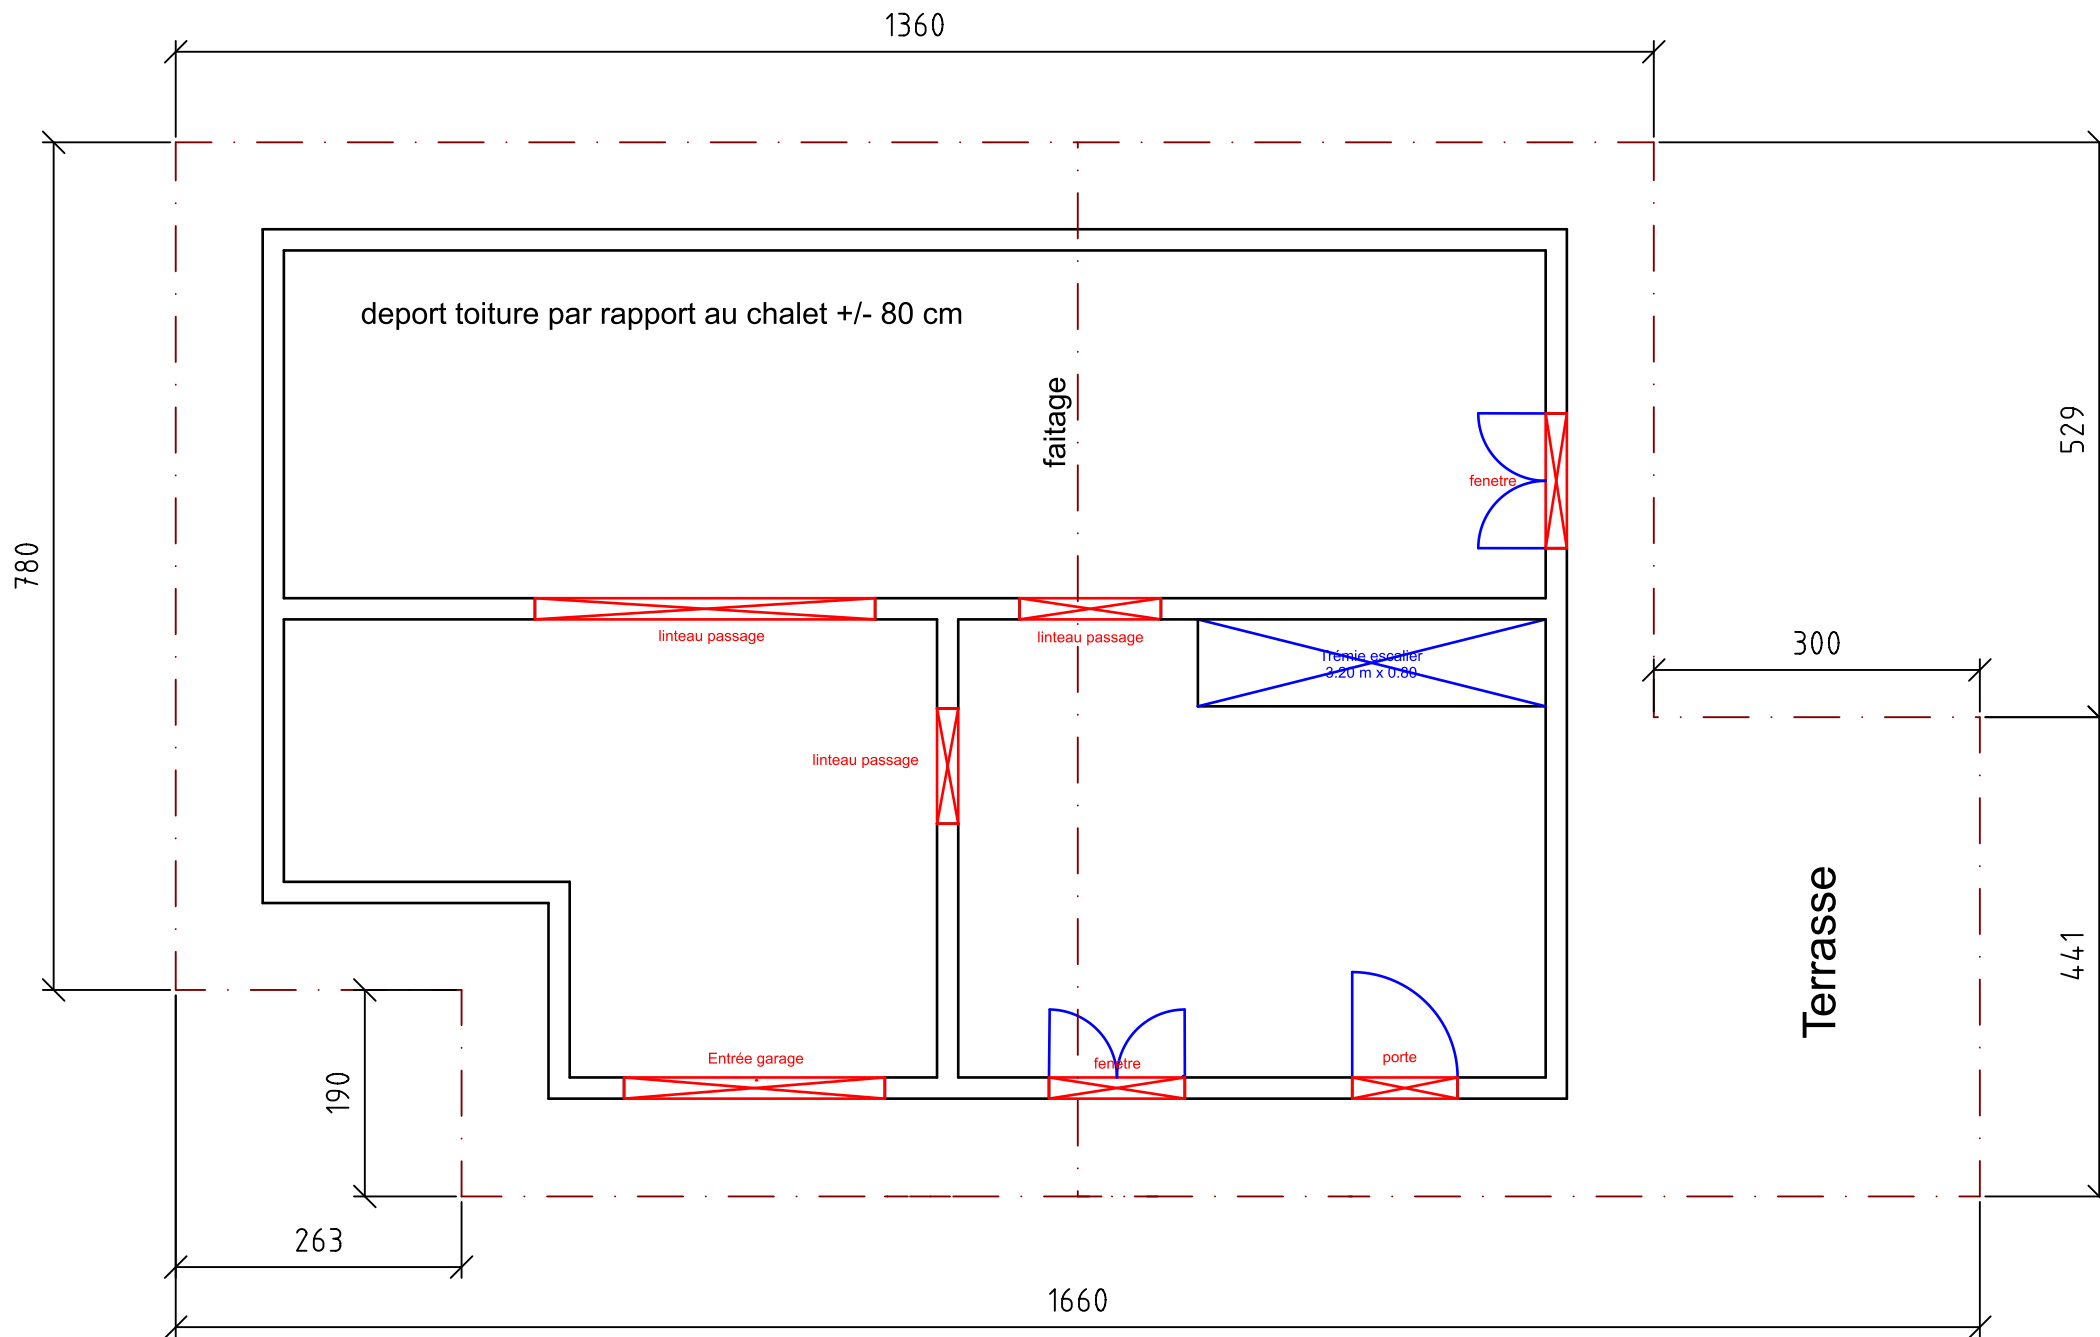 1360
deport toiture par rapport au chalet +/- 80 cm
faitage
529
fenetre
780
linteau passage
linteau passage
300
Trémie escalier
3.20 m x 0.80
linteau passage
Terrasse
441
Entrée garage
fenetre
porte
190
263
1660